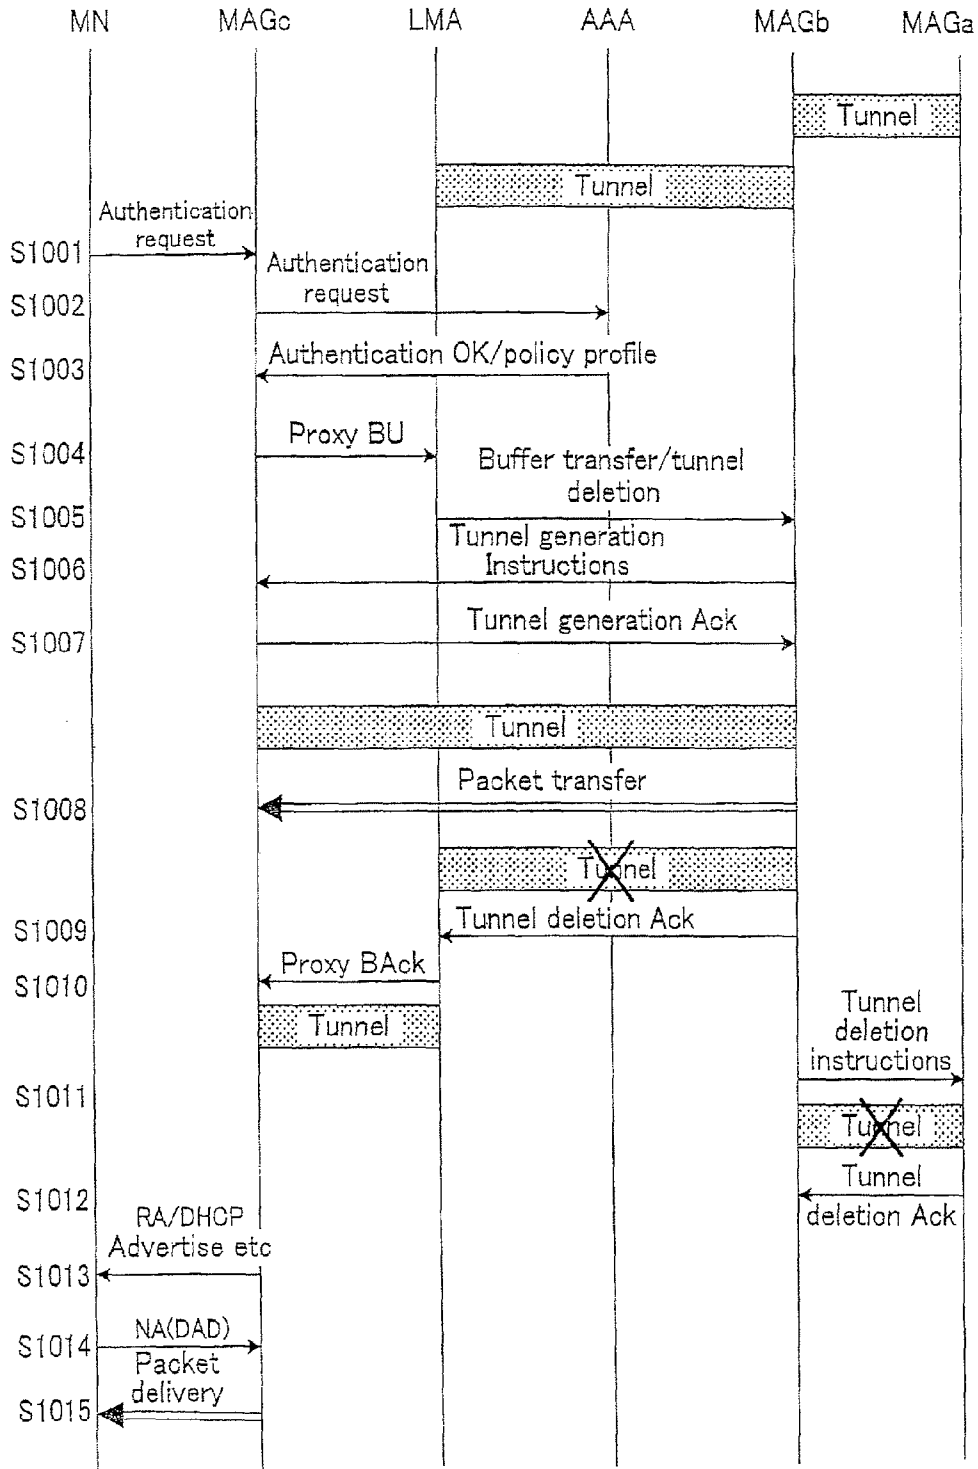 MN MAGc LMA AAA MAGb MAGa
Tunnel
Tunnel
Authentication
request
S1001
Authentication
request
S1002
Authentication OK/policy profile
S1003
Proxy BU
S1004
Buffer transfer/tunnel
deletion
S1005
Tunnel generation
Instructions
S1006
Tunnel generation Ack
S1007
Tunnel
Packet transfer
S1008
Tunnel
Tunnel deletion Ack
S1009
Proxy BAck
S1010
Tunnel
Tunnel
deletion
instructions
S1011
Tunnel
Tunnel
deletion Ack
S1012
RA/DHCP
Advertise etc
S1013
NA(DAD)
S1014
Packet
delivery
S1015